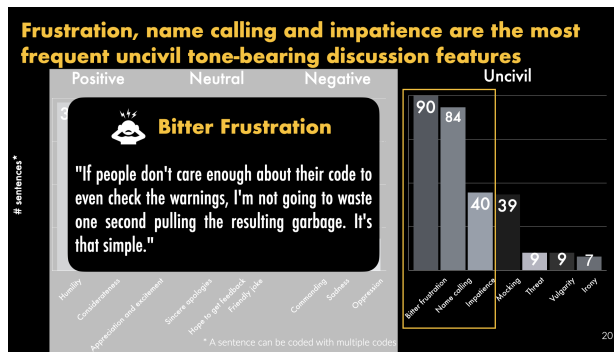 Frustration, name calling and impatience are the most
frequent uncivil tone-bearing discussion features
Positive Neutral Negative Uncivil
# sentences*
3
Bitter Frustration
"If people don't care enough about their code to
even check the warnings, I'm not going to waste
one second pulling the resulting garbage. It's
that simple."
90 84 40 39 9 9 7
Humility
Considerateness
Appreciation and excitement
Sincere apologies
Hope to get feedback
Friendly joke
Commanding
Sadness
Oppression
Bitter frustration
Name calling
Impatience
Mocking
Threat
Vulgarity
Irony
* A sentence can be coded with multiple codes
20